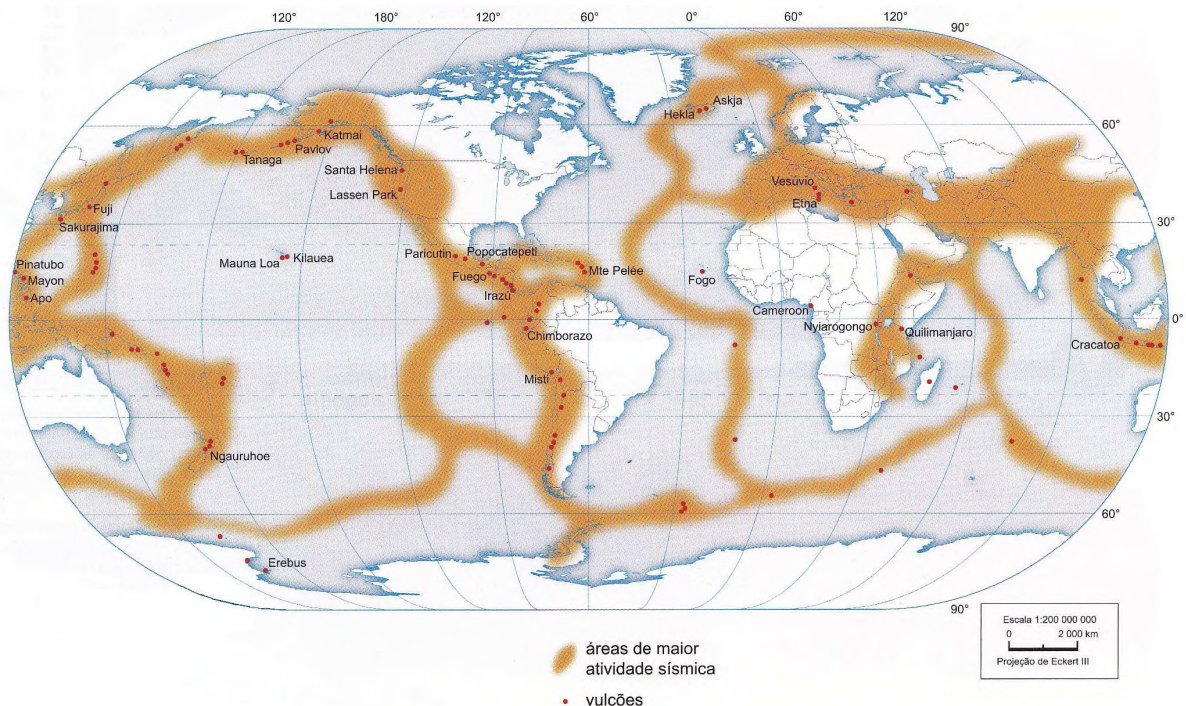 120° 180° 120° 60° 0° 60° 120° 90°
Askja
Hekla
60°
Katmai
Pavlov
Tanaga
Santa Helena
Lassen Park
Vesúvio
Etna
Fuji
Sakurajima
30°
Paricutin
Popocatepetl
Pinatubo
Mayon
Apo
Mauna Loa
Kilauea
Fuego
Mte Pelée
Irazú
Fogo
Cameroon
0°
Nyiarogongo
Quilimanjaro
Chimborazo
Cracatoa
Misti
30°
Ngauruhoe
60°
Erebus
90°
Escala 1:200 000 000
0 2 000 km
Projeção de Eckert III
áreas de maior
atividade sísmica
vulcões